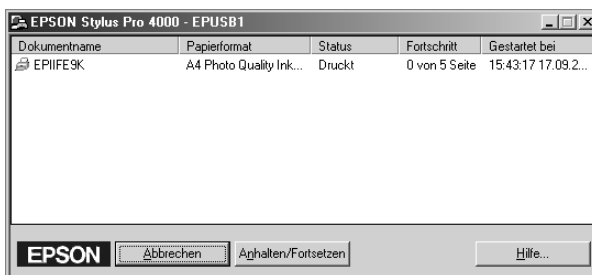 EPSON Stylus Pro 4000 - EPUSB1
Dokumentname Papierformat Status Fortschritt Gestartet bei
EPIIFE9K A4 Photo Quality Ink... Druckt 0 von 5 Seite 15:43:17 17.09.2...
EPSON Abbrechen Anhalten/Fortsetzen Hilfe...